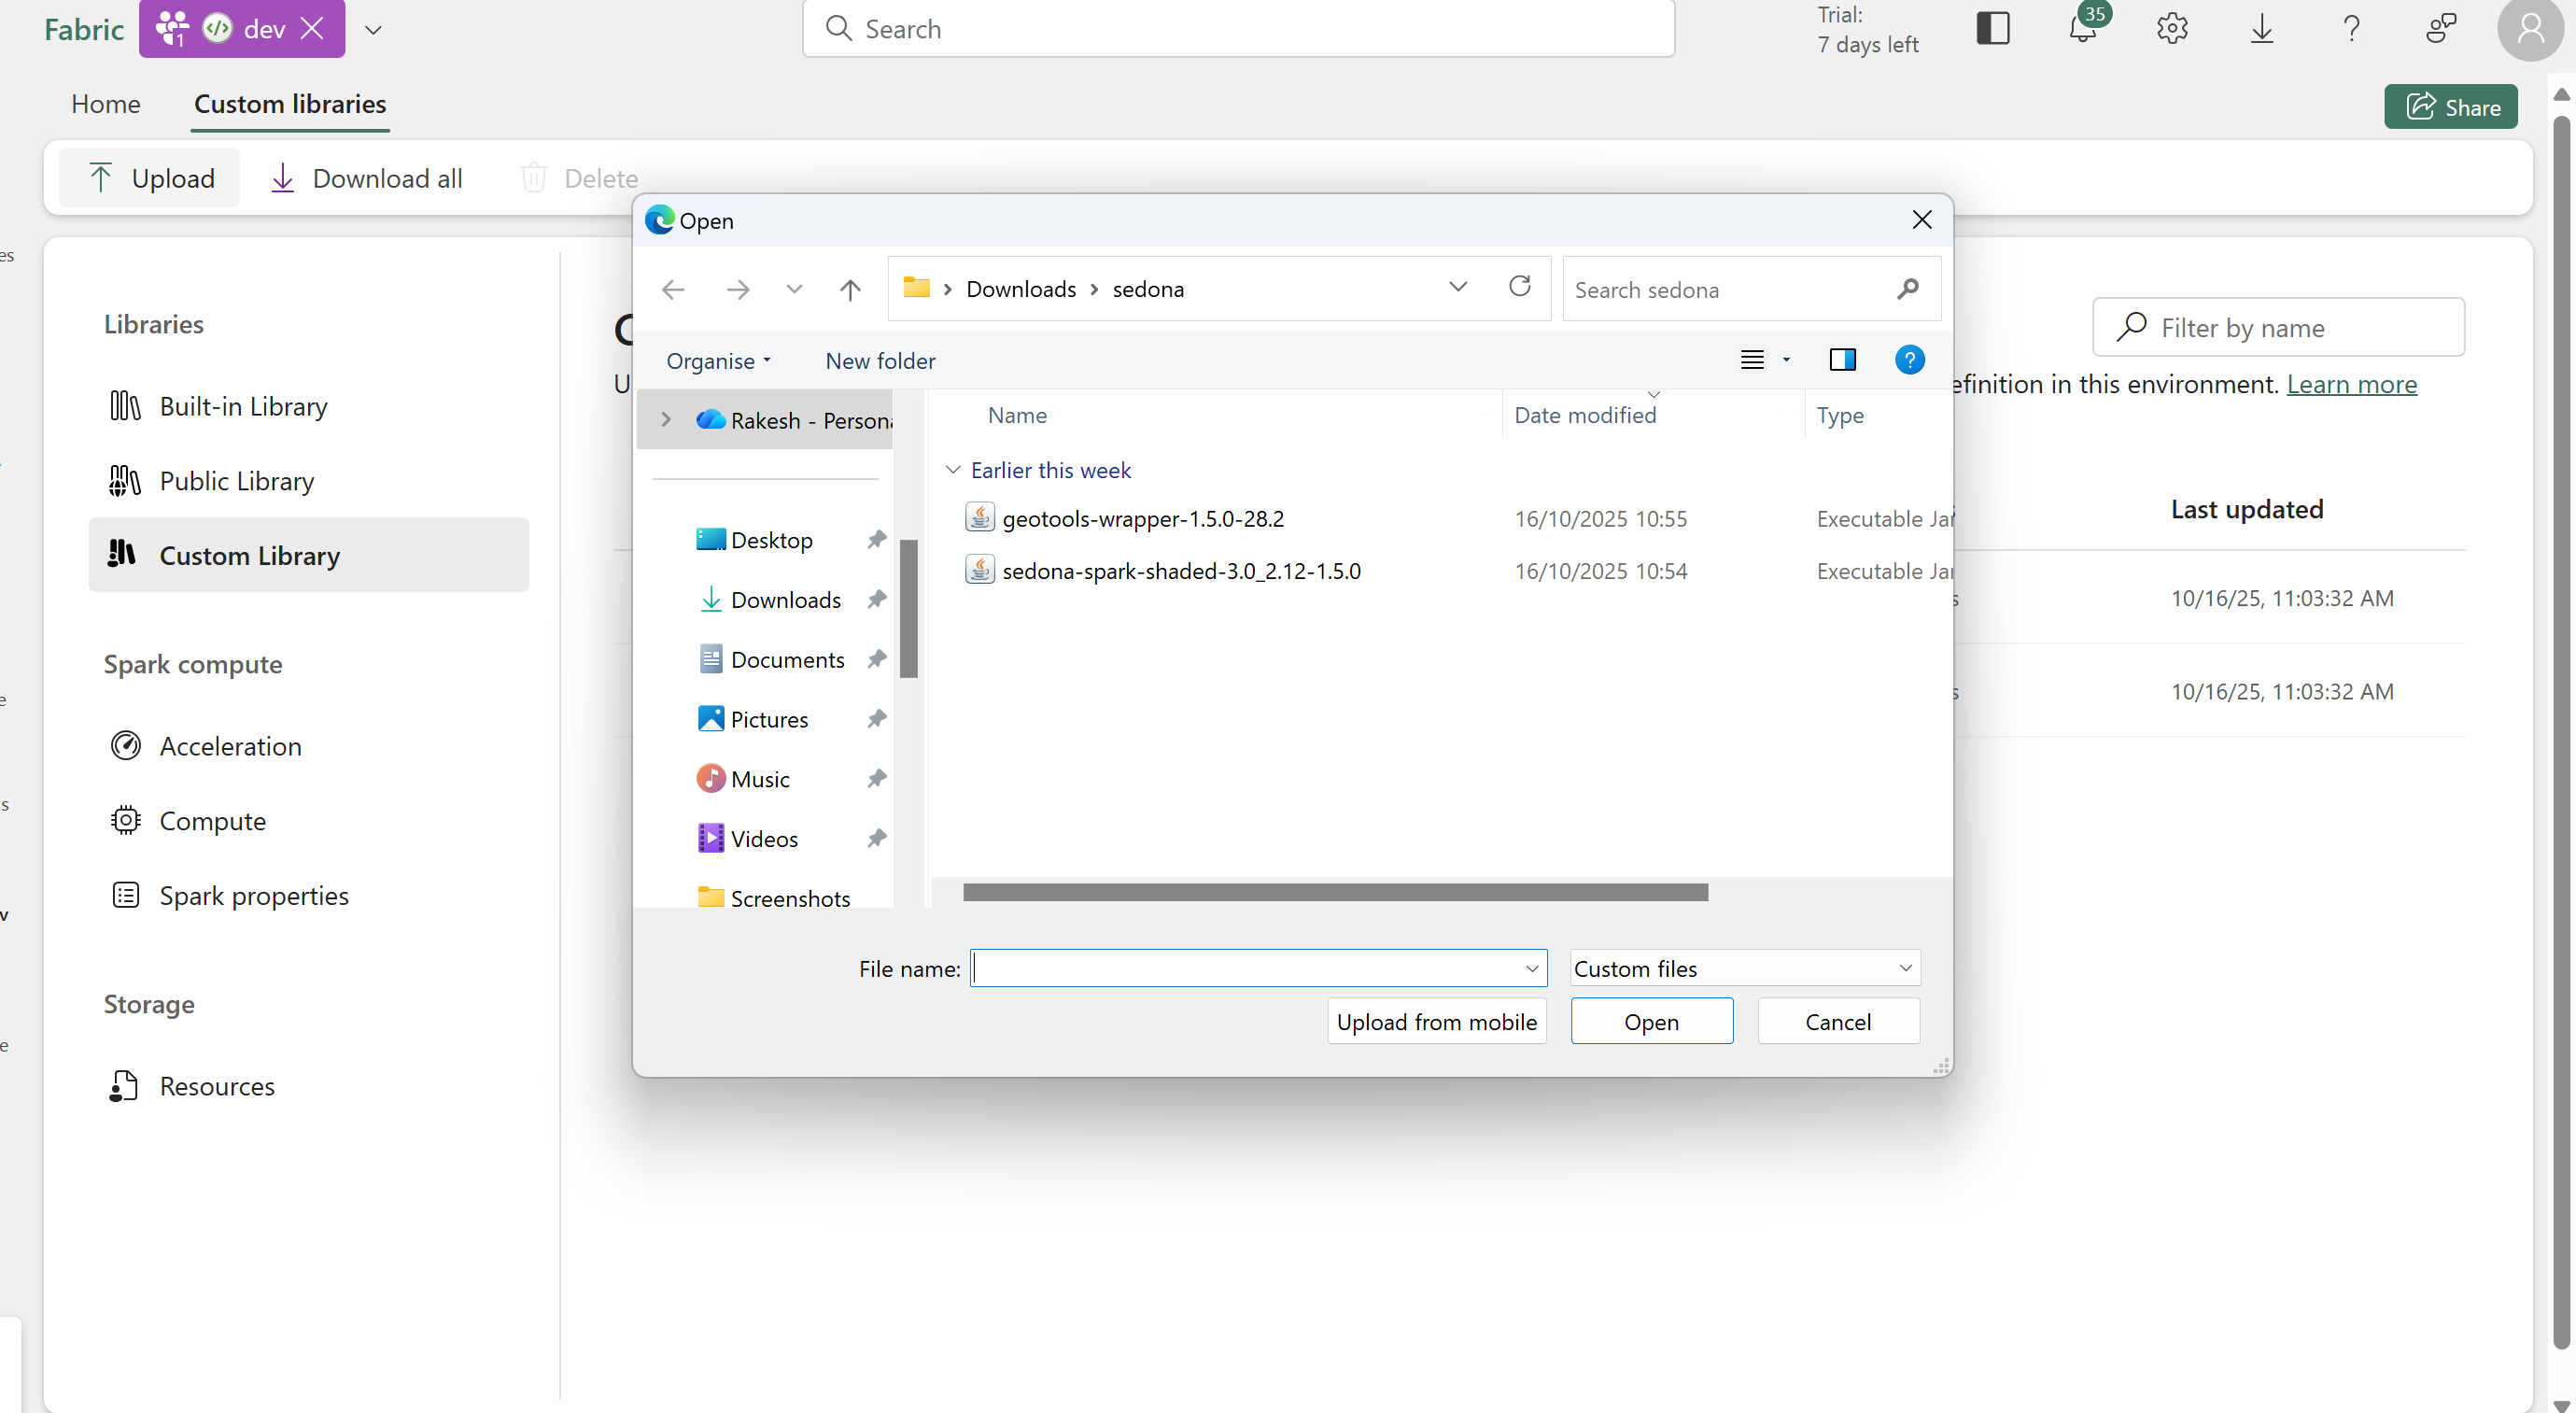 Fabric
1
dev
Search
Trial:
7 days left
35
Home
Custom libraries
Share
Upload
Download all
Delete
Open
Downloads
sedona
Search sedona
Organise
New folder
Rakesh - Persona
Name
Date modified
Type
Earlier this week
geotools-wrapper-1.5.0-28.2
16/10/2025 10:55
Executable Jar
sedona-spark-shaded-3.0_2.12-1.5.0
16/10/2025 10:54
Executable Jar
Desktop
Downloads
Documents
Pictures
Music
Videos
Screenshots
File name:
Custom files
Upload from mobile
Open
Cancel
Libraries
Built-in Library
Public Library
Custom Library
Spark compute
Acceleration
Compute
Spark properties
Storage
Resources
Filter by name
efinition in this environment. Learn more
Last updated
10/16/25, 11:03:32 AM
10/16/25, 11:03:32 AM